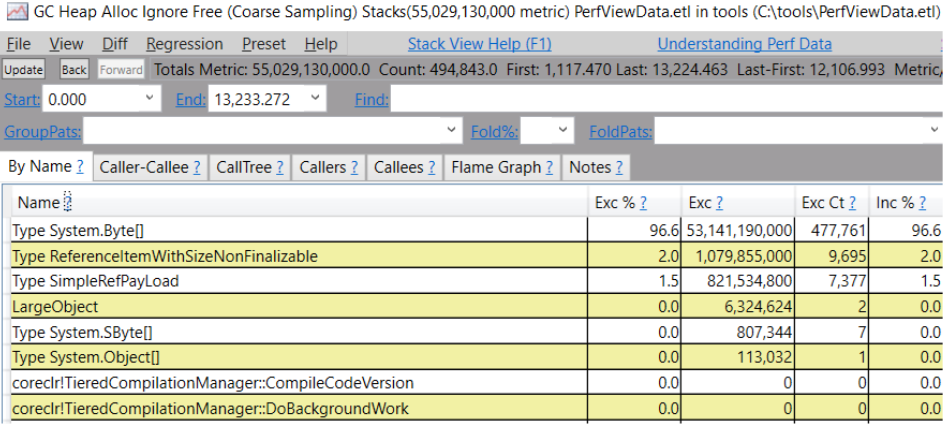 GC Heap Alloc Ignore Free (Coarse Sampling) Stacks(55,029,130,000 metric) PerfViewData.etl in tools (C:\tools\PerfViewData.etl)
File View Diff Regression Preset Help Stack View Help (F1) Understanding Perf Data
Update Back Forward Totals Metric: 55,029,130,000.0 Count: 494,843.0 First: 1,117.470 Last: 13,224.463 Last-First: 12,106.993 Metric,
Start: 0.000 End: 13,233.272 Find:
GroupPats: Fold%: FoldPats:
By Name ? Caller-Callee ? CallTree ? Callers ? Callees ? Flame Graph ? Notes ?
Name ? Exc % ? Exc ? Exc Ct ? Inc % ?
Type System.Byte[] 96.6 53,141,190,000 477,761 96.6
Type ReferenceItemWithSizeNonFinalizable 2.0 1,079,855,000 9,695 2.0
Type SimpleRefPayLoad 1.5 821,534,800 7,377 1.5
LargeObject 0.0 6,324,624 2 0.0
Type System.SByte[] 0.0 807,344 7 0.0
Type System.Object[] 0.0 113,032 1 0.0
coreclr!TieredCompilationManager::CompileCodeVersion 0.0 0 0 0.0
coreclr!TieredCompilationManager::DoBackgroundWork 0.0 0 0 0.0